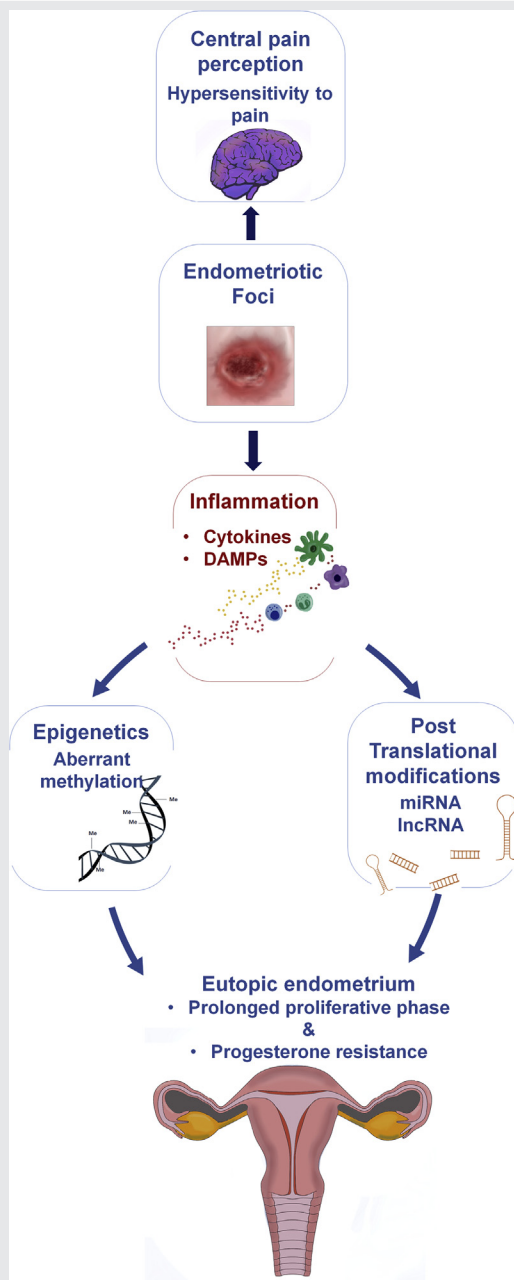 Central pain
perception
Hypersensitivity to
pain
Endometriotic
Foci
Inflammation
• Cytokines
• DAMPs
Epigenetics
Aberrant
methylation
Me
Me
Me
Me
Me
Post
Translational
modifications
miRNA
lncRNA
Eutopic endometrium
• Prolonged proliferative phase
&
• Progesterone resistance